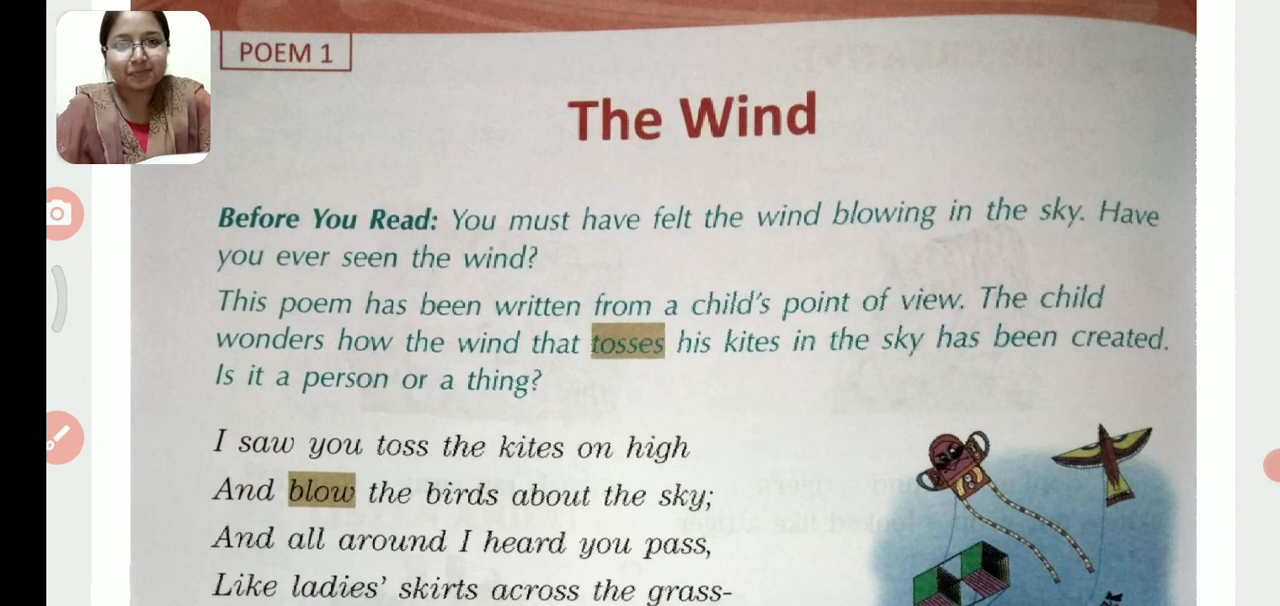 POEM 1
The Wind
Before You Read: You must have felt the wind blowing in the sky. Have
you ever seen the wind?
This poem has been written from a child's point of view. The child
wonders how the wind that tosses his kites in the sky has been created.
Is it a person or a thing?
I saw you toss the kites on high
And blow the birds about the sky;
And all around I heard you pass,
Like ladies' skirts across the grass-